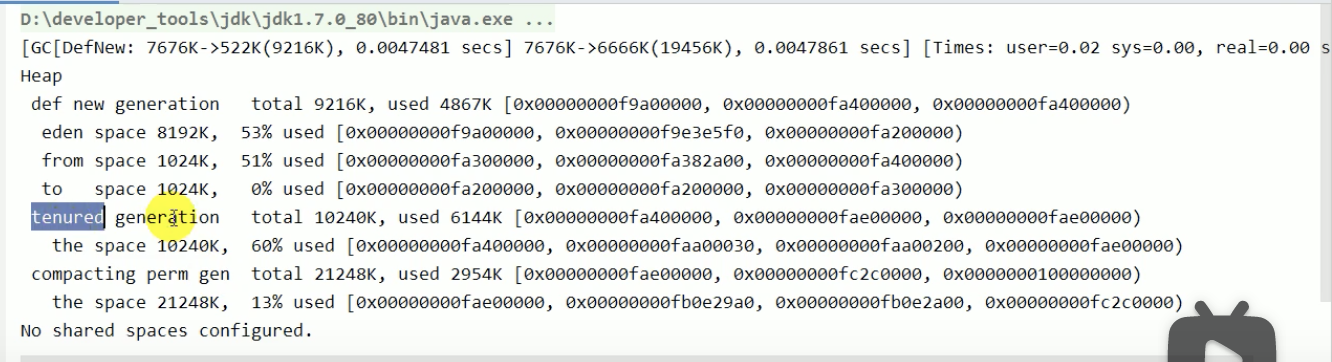 D:\developer_tools\jdk\jdk1.7.0_80\bin\java.exe ...
[GC[DefNew: 7676K->522K(9216K), 0.0047481 secs] 7676K->6666K(19456K), 0.0047861 secs] [Times: user=0.02 sys=0.00, real=0.00 s
Heap
def new generation total 9216K, used 4867K [0x00000000f9a00000, 0x00000000fa400000, 0x00000000fa400000)
eden space 8192K, 53% used [0x00000000f9a00000, 0x00000000f9e3e5f0, 0x00000000fa200000)
from space 1024K, 51% used [0x00000000fa300000, 0x00000000fa382a00, 0x00000000fa400000)
to space 1024K, 0% used [0x00000000fa200000, 0x00000000fa200000, 0x00000000fa300000)
tenured generation total 10240K, used 6144K [0x00000000fa400000, 0x00000000fae00000, 0x00000000fae00000)
the space 10240K, 60% used [0x00000000fa400000, 0x00000000faa00030, 0x00000000faa00200, 0x00000000fae00000)
compacting perm gen total 21248K, used 2954K [0x00000000fae00000, 0x00000000fc2c0000, 0x0000000100000000)
the space 21248K, 13% used [0x00000000fae00000, 0x00000000fb0e29a0, 0x00000000fb0e2a00, 0x00000000fc2c0000)
No shared spaces configured.